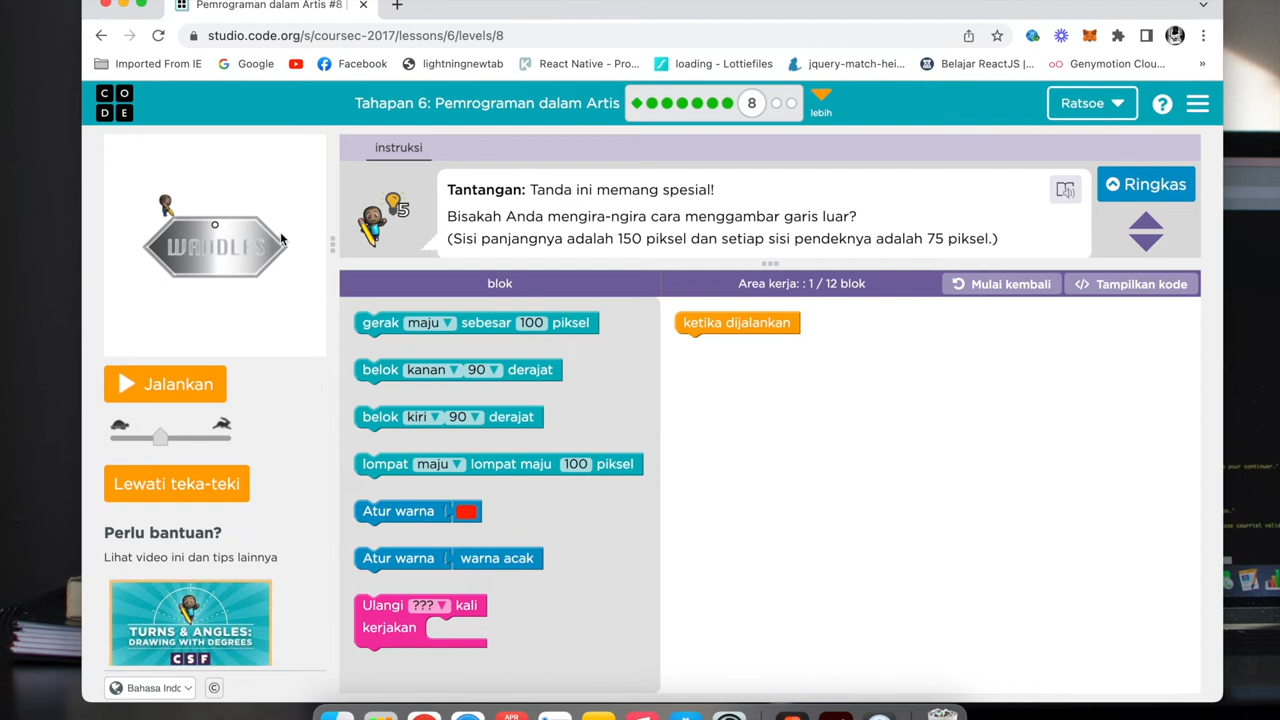 Pemrograman dalam Artis #8
studio.code.org/s/coursec-2017/lessons/6/levels/8
Imported From IE
Google
Facebook
lightningnewtab
React Native - Pro...
loading - Lottiefiles
jquery-match-hei...
Belajar ReactJS |...
Genymotion Clou...
»
C O
D E
Tahapan 6: Pemrograman dalam Artis
8
lebih
Ratsoe
?
instruksi
5
Tantangan: Tanda ini memang spesial!
Bisakah Anda mengira-ngira cara menggambar garis luar?
(Sisi panjangnya adalah 150 piksel dan setiap sisi pendeknya adalah 75 piksel.)
Ringkas
WADDLES
blok
Area kerja: : 1 / 12 blok
Mulai kembali
</> Tampilkan kode
gerak maju sebesar 100 piksel
belok kanan 90 derajat
belok kiri 90 derajat
lompat maju lompat maju 100 piksel
Atur warna
Atur warna warna acak
Ulangi ??? kali
kerjakan
ketika dijalankan
Jalankan
Lewati teka-teki
Perlu bantuan?
Lihat video ini dan tips lainnya
TURNS & ANGLES:
DRAWING WITH DEGREES
C S F
Bahasa Indc
©
APR